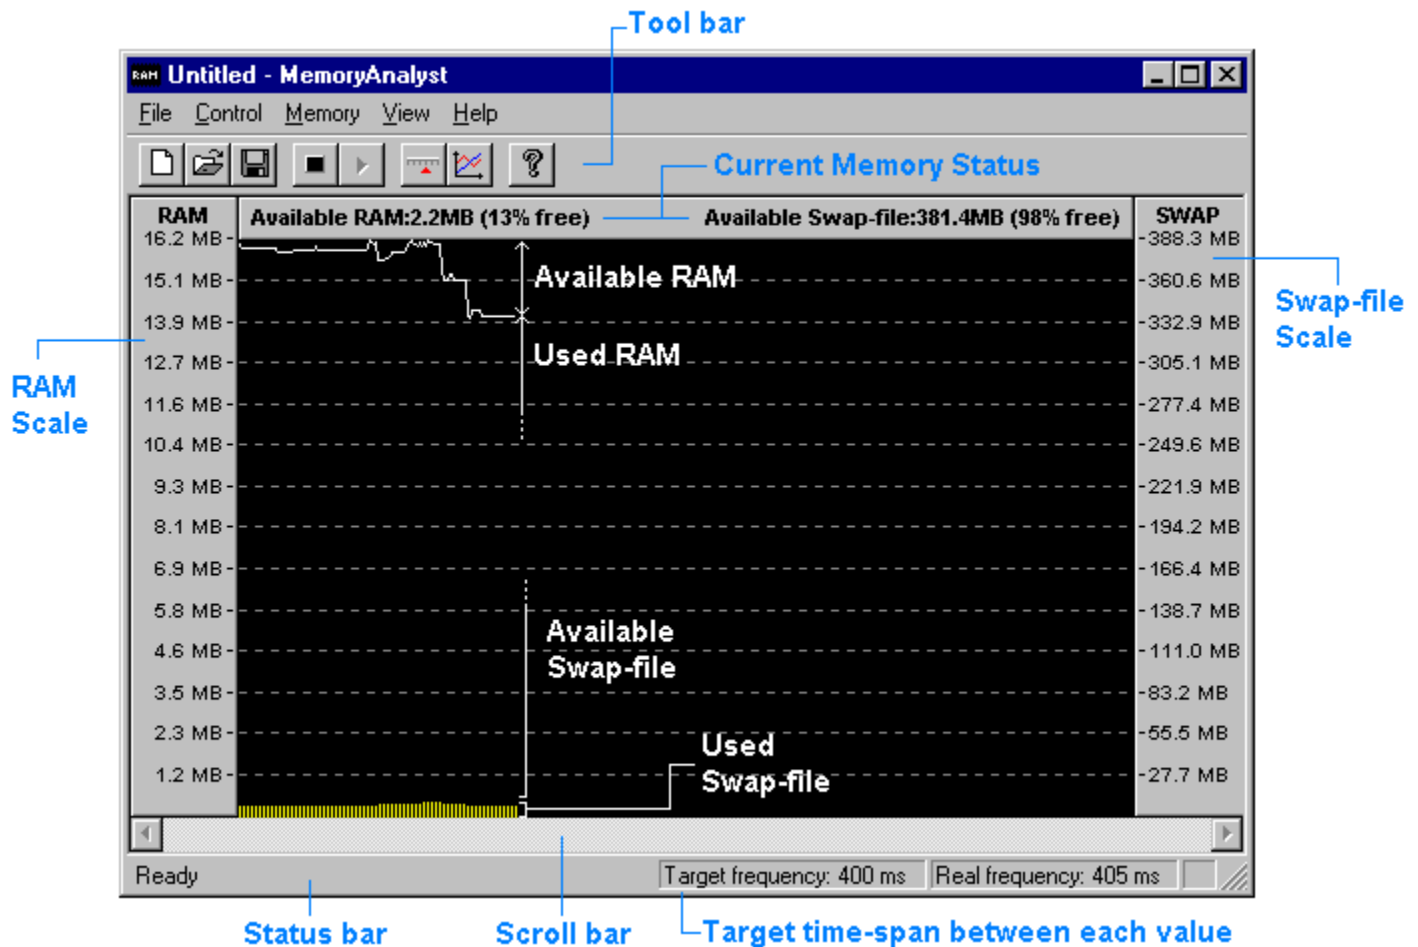 Tool bar
RAM Untitled - MemoryAnalyst
File Control Memory View Help
Current Memory Status
RAM
Available RAM:2.2MB (13% free)
Available Swap-file:381.4MB (98% free)
SWAP
16.2 MB
388.3 MB
Available RAM
15.1 MB
360.6 MB
Swap-file
Scale
13.9 MB
332.9 MB
Used RAM
12.7 MB
305.1 MB
RAM
Scale
11.6 MB
277.4 MB
10.4 MB
249.6 MB
9.3 MB
221.9 MB
8.1 MB
194.2 MB
6.9 MB
166.4 MB
5.8 MB
138.7 MB
Available
Swap-file
4.6 MB
111.0 MB
3.5 MB
83.2 MB
2.3 MB
55.5 MB
Used
Swap-file
1.2 MB
27.7 MB
Ready
Target frequency: 400 ms
Real frequency: 405 ms
Status bar
Scroll bar
Target time-span between each value